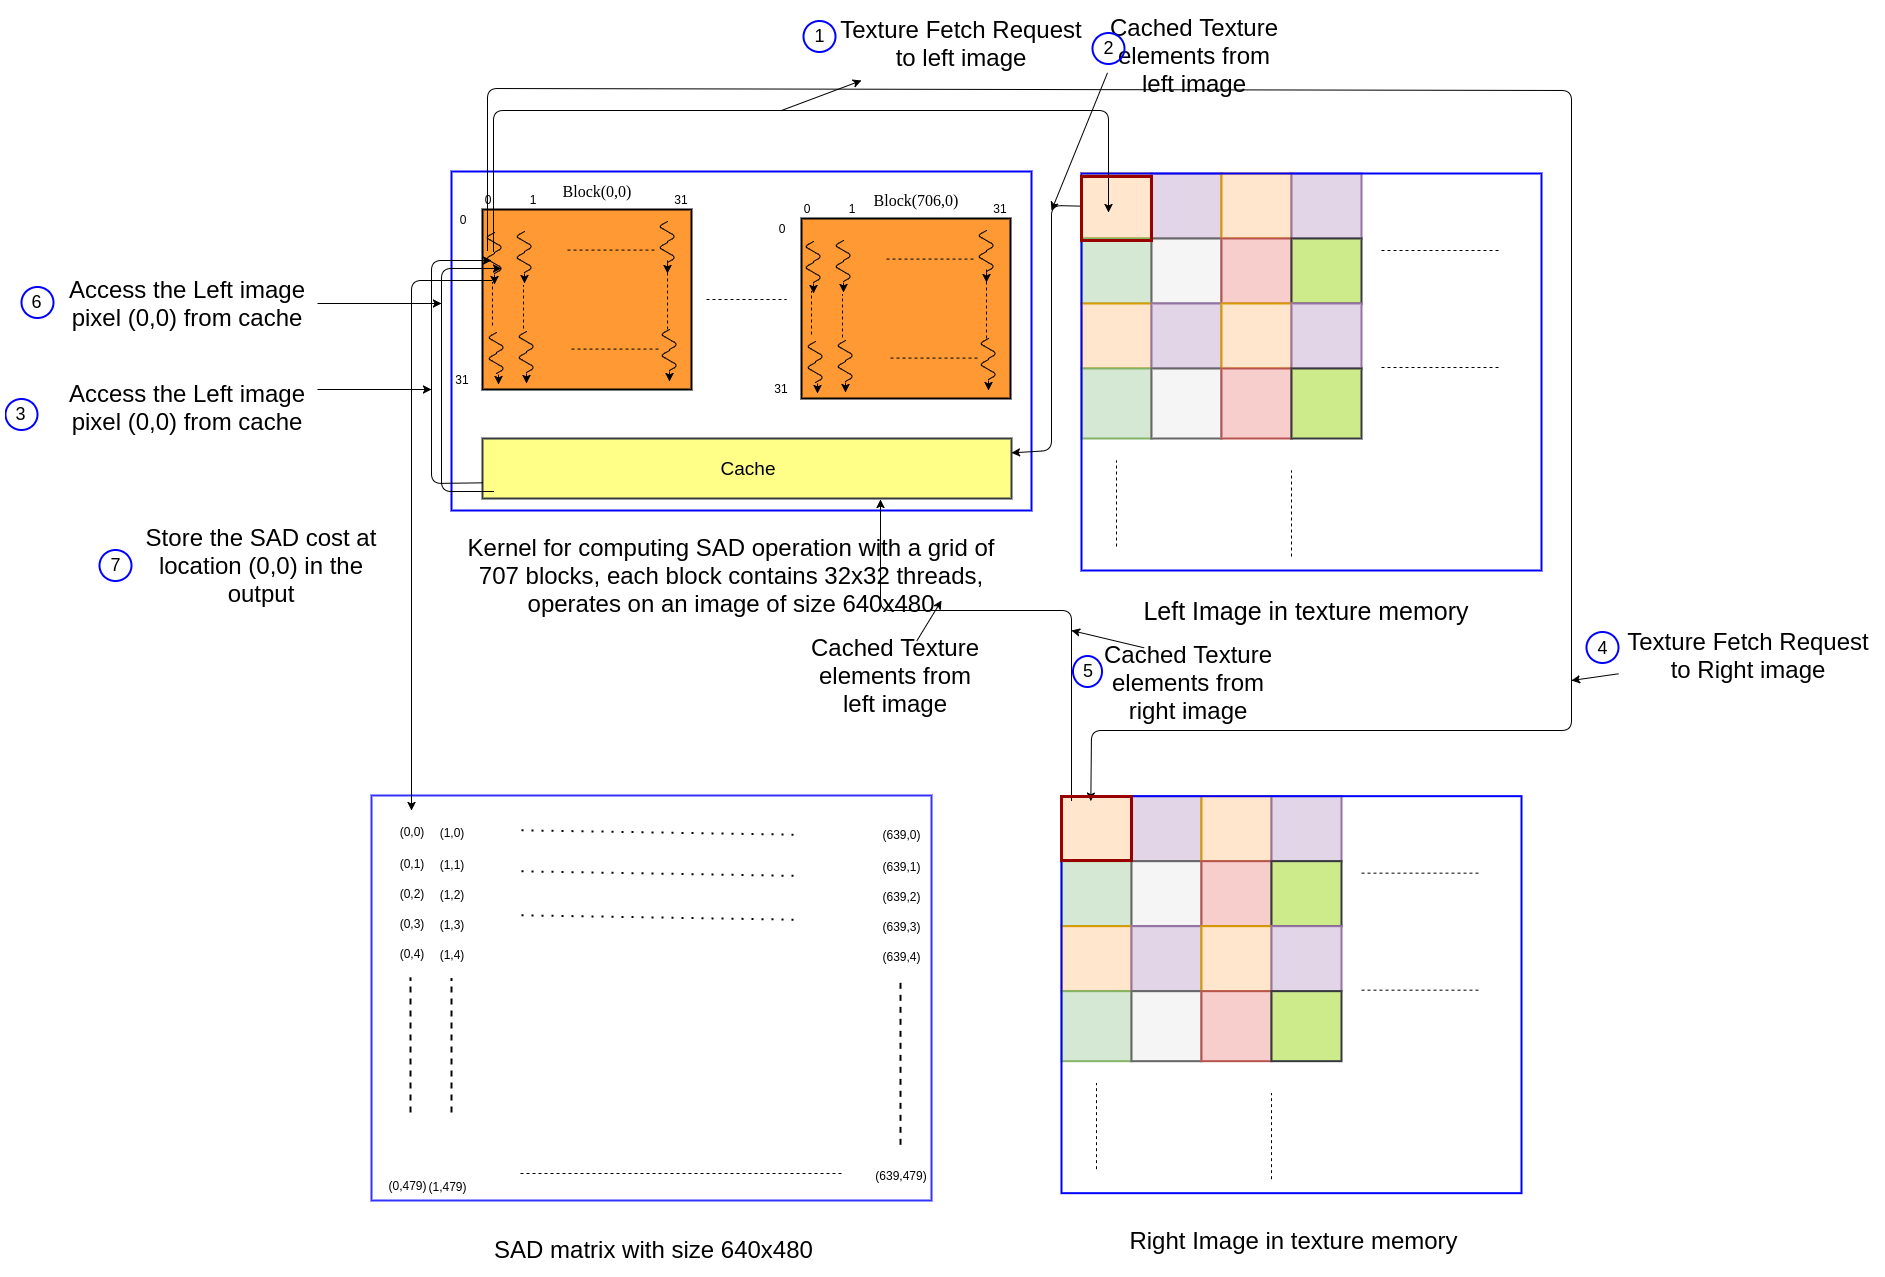 1
Texture Fetch Request
to left image
2
Cached Texture
elements from
left image
Block(0,0)
0
1
31
0
31
Block(706,0)
0
1
31
0
31
6
Access the Left image
pixel (0,0) from cache
3
Access the Left image
pixel (0,0) from cache
Cache
7
Store the SAD cost at
location (0,0) in the
output
Kernel for computing SAD operation with a grid of
707 blocks, each block contains 32x32 threads,
operates on an image of size 640x480
Left Image in texture memory
Cached Texture
elements from
left image
5
Cached Texture
elements from
right image
4
Texture Fetch Request
to Right image
(0,0) (1,0) (639,0)
(0,1) (1,1) (639,1)
(0,2) (1,2) (639,2)
(0,3) (1,3) (639,3)
(0,4) (1,4) (639,4)
(0,479) (1,479) (639,479)
SAD matrix with size 640x480
Right Image in texture memory